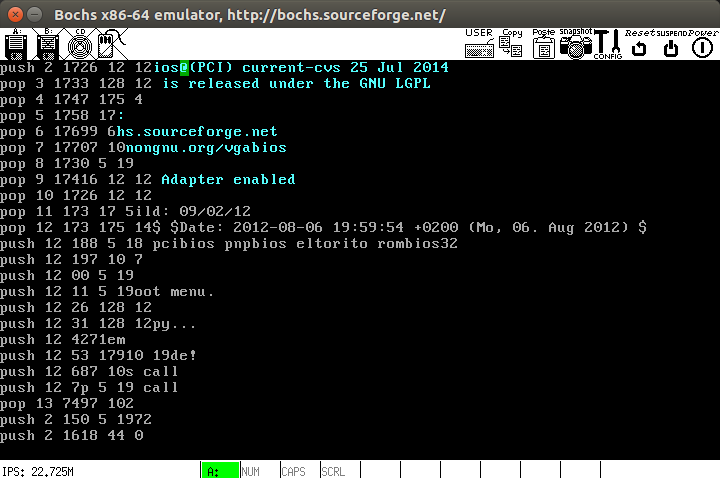 Bochs x86-64 emulator, http://bochs.sourceforge.net/
A: B: CD USER Copy Paste snapshot CONFIG Reset SUSPEND Power
push 2 1726 12 12ios@(PCI) current-cvs 25 Jul 2014
pop 3 1733 128 12 is released under the GNU LGPL
pop 4 1747 175 4
pop 5 1758 17:
pop 6 17699 6hs.sourceforge.net
pop 7 17707 10nongnu.org/vgabios
pop 8 1730 5 19
pop 9 17416 12 12 Adapter enabled
pop 10 1726 12 12
pop 11 173 17 5ild: 09/02/12
pop 12 173 175 14$ $Date: 2012-08-06 19:59:54 +0200 (Mo, 06. Aug 2012) $
push 12 188 5 18 pcibios pnpbios eltorito rombios32
push 12 197 10 7
push 12 00 5 19
push 12 11 5 19oot menu.
push 12 26 128 12
push 12 31 128 12py...
push 12 4271em
push 12 53 17910 19de!
push 12 687 10s call
push 12 7p 5 19 call
pop 13 7497 102
push 2 150 5 1972
push 2 1618 44 0
IPS: 22.725M A: NUM CAPS SCRL